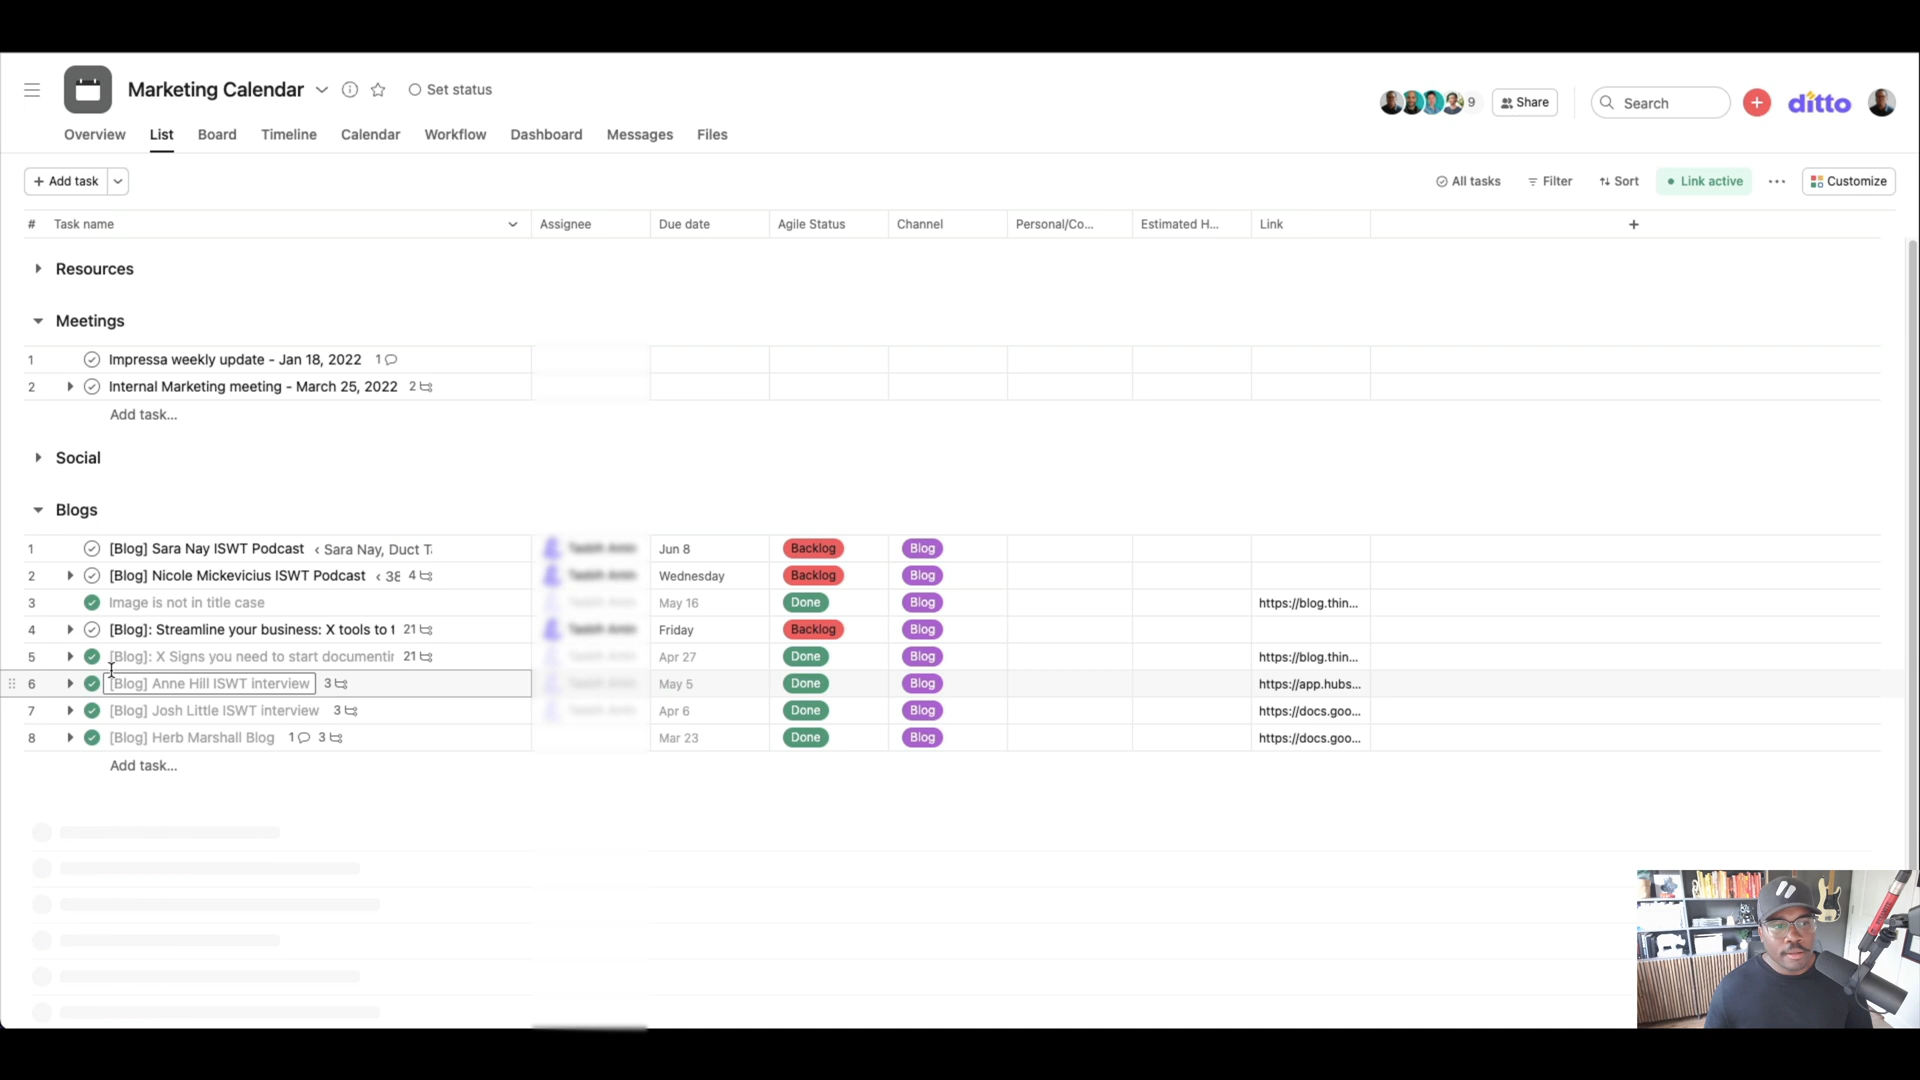 Marketing Calendar
Set status
9
Share
Search
ditto
Overview
List
Board
Timeline
Calendar
Workflow
Dashboard
Messages
Files
+ Add task
All tasks
Filter
Sort
Link active
Customize
# Task name Assignee Due date Agile Status Channel Personal/Co... Estimated H... Link +
Resources
Meetings
1 Impressa weekly update - Jan 18, 2022 1
2 Internal Marketing meeting - March 25, 2022 2
Add task...
Social
Blogs
1 [Blog] Sara Nay ISWT Podcast ‹ Sara Nay, Duct T Jun 8 Backlog Blog
2 [Blog] Nicole Mickevicius ISWT Podcast ‹ 38 4 Wednesday Backlog Blog
3 Image is not in title case May 16 Done Blog https://blog.thin...
4 [Blog]: Streamline your business: X tools to t 21 Friday Backlog Blog
5 [Blog]: X Signs you need to start documentin 21 Apr 27 Done Blog https://blog.thin...
6 [Blog] Anne Hill ISWT interview 3 May 5 Done Blog https://app.hubs...
7 [Blog] Josh Little ISWT interview 3 Apr 6 Done Blog https://docs.goo...
8 [Blog] Herb Marshall Blog 1 3 Mar 23 Done Blog https://docs.goo...
Add task...